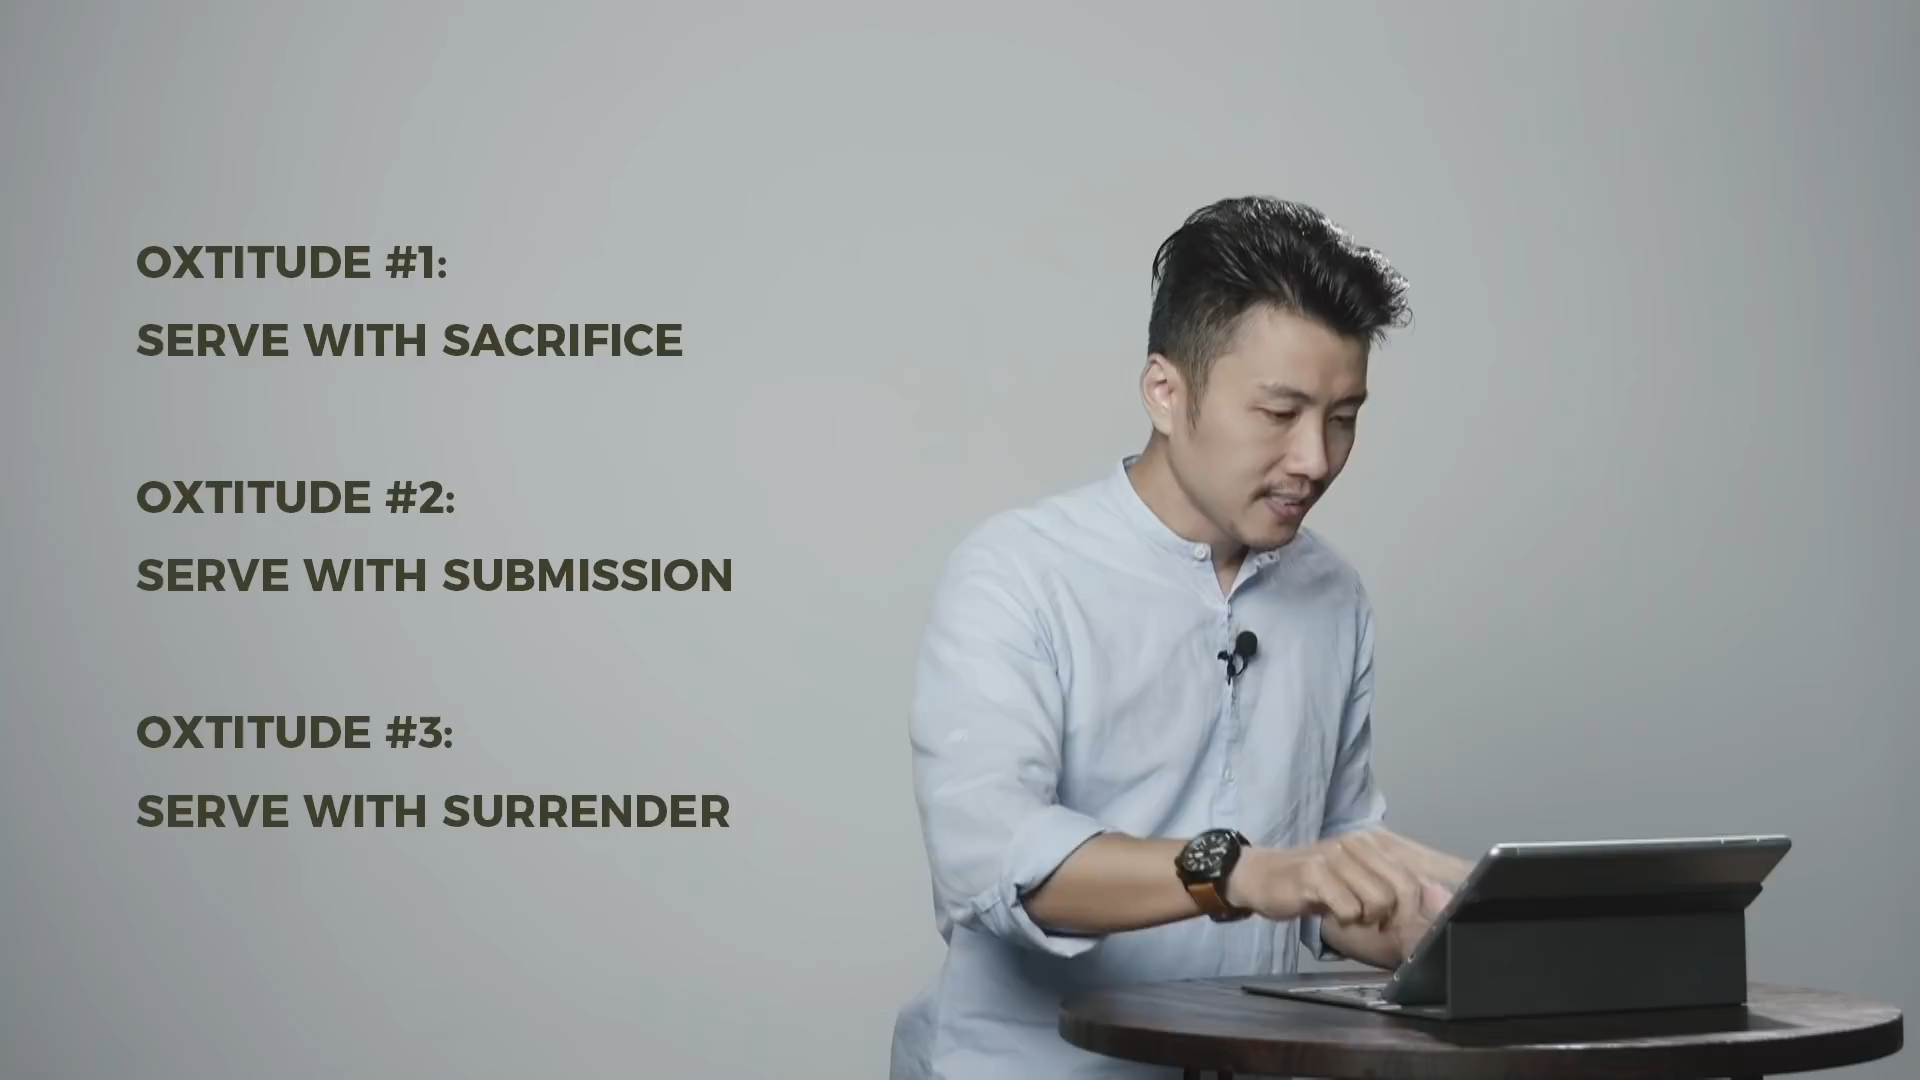 OXTITUDE #1:
SERVE WITH SACRIFICE
OXTITUDE #2:
SERVE WITH SUBMISSION
OXTITUDE #3:
SERVE WITH SURRENDER